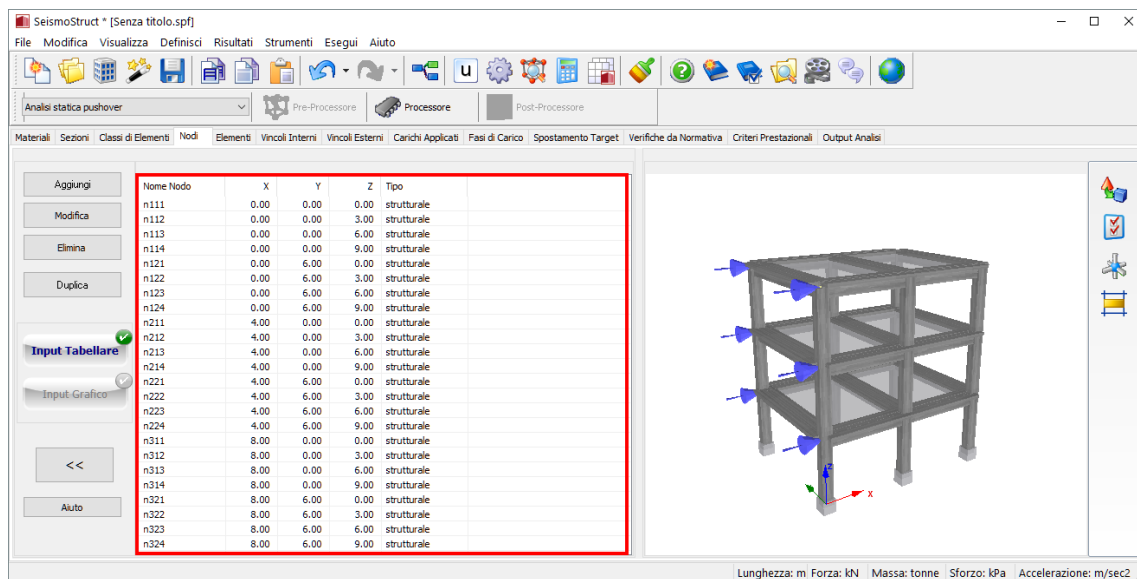 SeismoStruct * [Senza titolo.spf]
File Modifica Visualizza Definisci Risultati Strumenti Esegui Aiuto
u
Analisi statica pushover Pre-Processore Processore Post-Processore
Materiali Sezioni Classi di Elementi Nodi Elementi Vincoli Interni Vincoli Esterni Carichi Applicati Fasi di Carico Spostamento Target Verifiche da Normativa Criteri Prestazionali Output Analisi
Aggiungi
Modifica
Elimina
Duplica
Input Tabellare
Input Grafico
<<
Aiuto
Nome Nodo X Y Z Tipo
n111 0.00 0.00 0.00 strutturale
n112 0.00 0.00 3.00 strutturale
n113 0.00 0.00 6.00 strutturale
n114 0.00 0.00 9.00 strutturale
n121 0.00 6.00 0.00 strutturale
n122 0.00 6.00 3.00 strutturale
n123 0.00 6.00 6.00 strutturale
n124 0.00 6.00 9.00 strutturale
n211 4.00 0.00 0.00 strutturale
n212 4.00 0.00 3.00 strutturale
n213 4.00 0.00 6.00 strutturale
n214 4.00 0.00 9.00 strutturale
n221 4.00 6.00 0.00 strutturale
n222 4.00 6.00 3.00 strutturale
n223 4.00 6.00 6.00 strutturale
n224 4.00 6.00 9.00 strutturale
n311 8.00 0.00 0.00 strutturale
n312 8.00 0.00 3.00 strutturale
n313 8.00 0.00 6.00 strutturale
n314 8.00 0.00 9.00 strutturale
n321 8.00 6.00 0.00 strutturale
n322 8.00 6.00 3.00 strutturale
n323 8.00 6.00 6.00 strutturale
n324 8.00 6.00 9.00 strutturale
z
x
Lunghezza: m Forza: kN Massa: tonne Sforzo: kPa Accelerazione: m/sec2